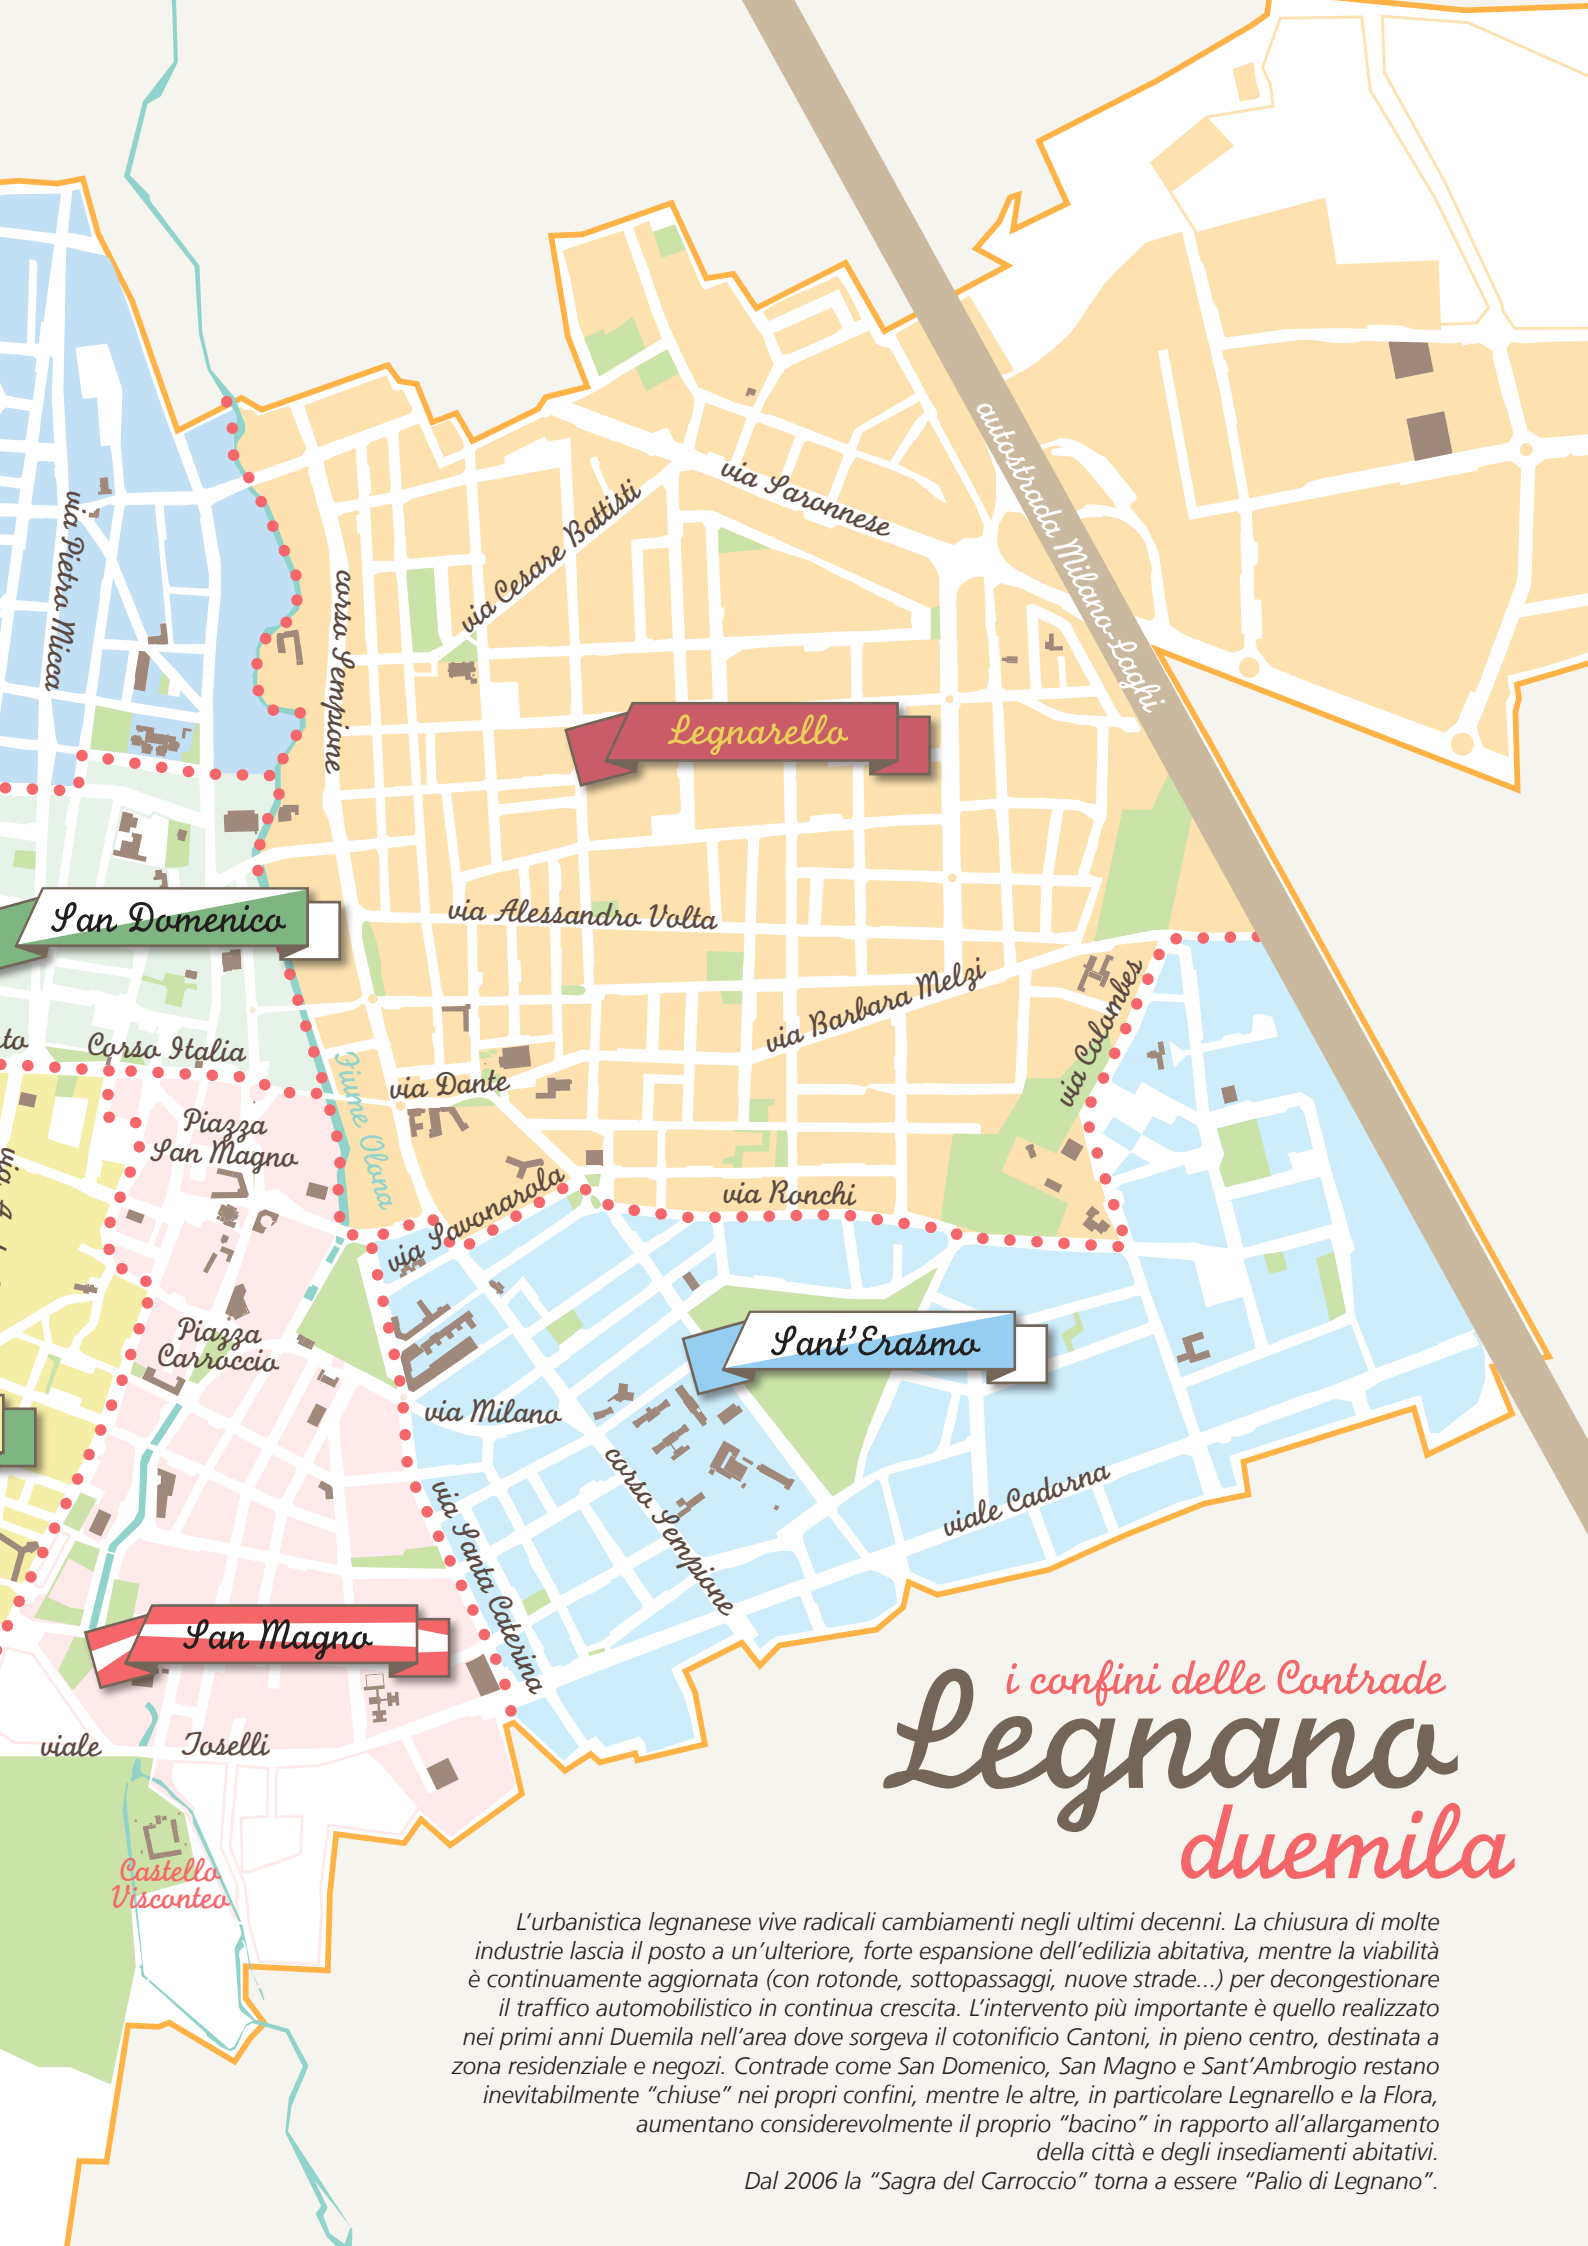 via Saronnese
autostrada Milano-Laghi
via Cesare Battisti
via Pietro Micca
corso Sempione
Legnarello
San Domenico
via Alessandro Volta
via Barbara Melzi
via Colombes
to
Corso Italia
Fiume Olona
via Dante
Piazza
San Magno
via Savonarola
via Ronchi
Piazza
Carroccio
Sant'Erasmo
via Milano
corso Sempione
viale Cadorna
via Santa Caterina
San Magno
viale Toselli
Castello
Visconteo
i confini delle Contrade
Legnano
duemila
L'urbanistica legnanese vive radicali cambiamenti negli ultimi decenni. La chiusura di molte
industrie lascia il posto a un'ulteriore, forte espansione dell'edilizia abitativa, mentre la viabilità
è continuamente aggiornata (con rotonde, sottopassaggi, nuove strade...) per decongestionare
il traffico automobilistico in continua crescita. L'intervento più importante è quello realizzato
nei primi anni Duemila nell'area dove sorgeva il cotonificio Cantoni, in pieno centro, destinata a
zona residenziale e negozi. Contrade come San Domenico, San Magno e Sant'Ambrogio restano
inevitabilmente “chiuse” nei propri confini, mentre le altre, in particolare Legnarello e la Flora,
aumentano considerevolmente il proprio “bacino” in rapporto all'allargamento
della città e degli insediamenti abitativi.
Dal 2006 la “Sagra del Carroccio” torna a essere “Palio di Legnano”.